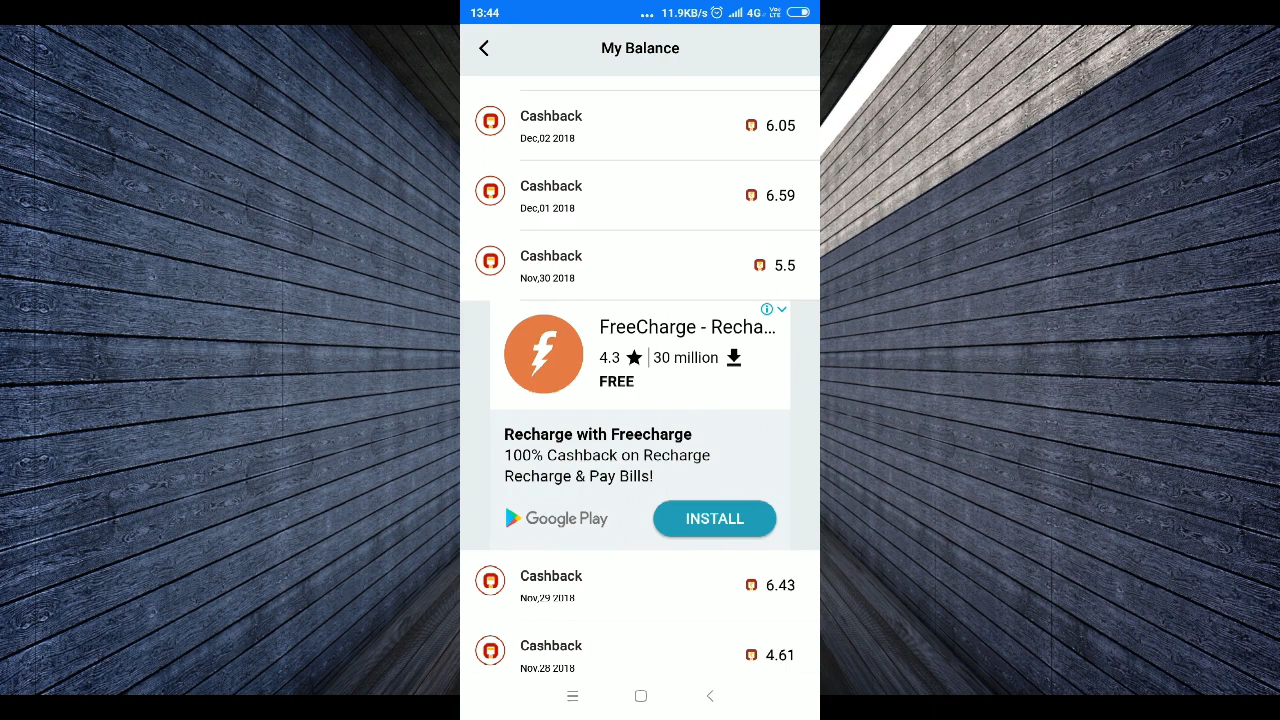 13:44 ... 11.9KB/s 4G Vo LTE
My Balance
Cashback
6.05
Dec,02 2018
Cashback
6.59
Dec,01 2018
Cashback
5.5
Nov,30 2018
FreeCharge - Recha...
4.3 ★ | 30 million
FREE
Recharge with Freecharge
100% Cashback on Recharge
Recharge & Pay Bills!
Google Play
INSTALL
Cashback
6.43
Nov,29 2018
Cashback
4.61
Nov,28 2018